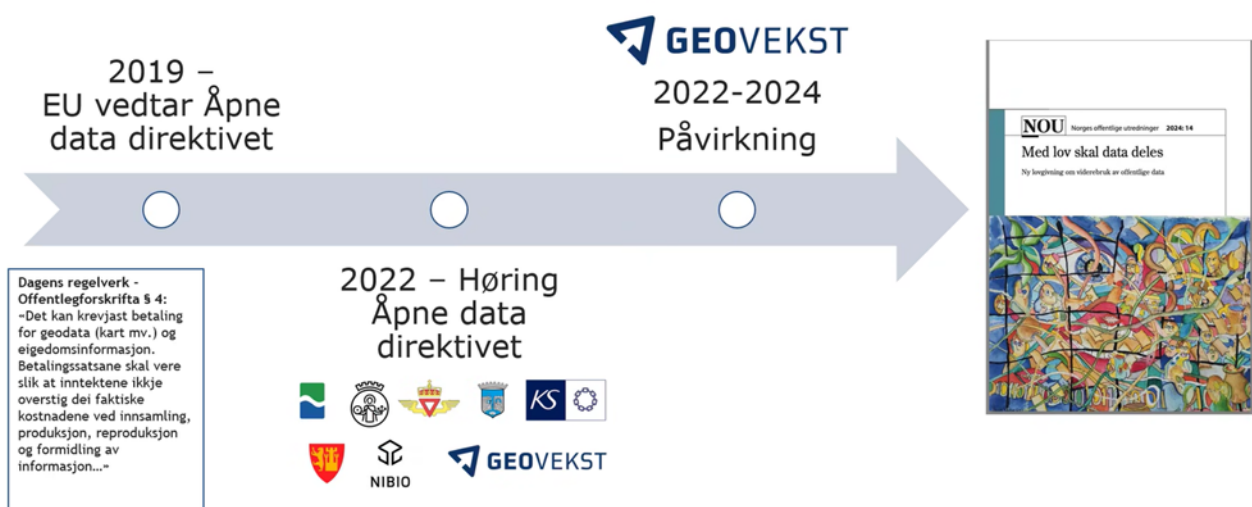 2019 –
EU vedtar Åpne
data direktivet
Dagens regelverk -
Offentlegforskrifta § 4:
«Det kan krevjast betaling
for geodata (kart mv.) og
eigedomsinformasjon.
Betalingssatsane skal vere
slik at inntektene ikkje
overstig dei faktiske
kostnadene ved innsamling,
produksjon, reproduksjon
og formidling av
informasjon...»
2022 – Høring
Åpne data
direktivet
KS
NIBIO
GEOVEKST
GEOVEKST
2022-2024
Påvirkning
NOU Norges offentlige utredninger 2024: 14
Med lov skal data deles
Ny lovgivning om viderebruk av offentlige data